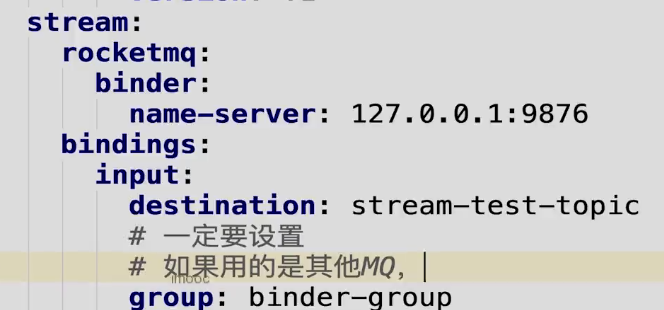 stream:
rocketmq:
binder:
name-server: 127.0.0.1:9876
bindings:
input:
destination: stream-test-topic
# 一定要设置
# 如果用的是其他MQ,
imooc
group: binder-group